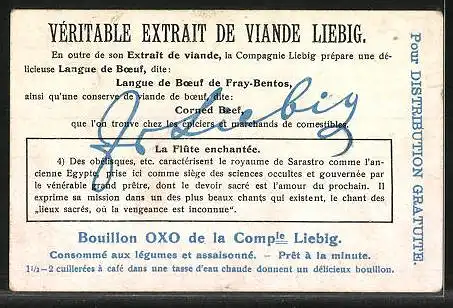 VÉRITABLE EXTRAIT DE VIANDE LIEBIG.
En outre de son Extrait de viande, la Compagnie Liebig prépare une dé-
licieuse Langue de Bœuf, dite:
Langue de Bœuf de Fray-Bentos,
ainsi qu'une conserve de viande de bœuf, dite:
Corned Beef,
que l'on trouve chez les épiciers et marchands de comestibles.
J v Liebig
La Flûte enchantée.
4) Des obélisques, etc. caractérisent le royaume de Sarastro comme l'an-
cienne Egypte, prise ici comme siège des sciences occultes et gouvernée par
le vénérable grand prêtre, dont le devoir sacré est l'amour du prochain. Il
exprime sa mission dans un des plus beaux chants qui existent, le chant des
„lieux sacrés, où la vengeance est inconnue".
Bouillon OXO de la Compie Liebig.
Consommé aux légumes et assaisonné. – Prêt à la minute.
1½–2 cuillerées à café dans une tasse d'eau chaude donnent un délicieux bouillon.
Pour DISTRIBUTION GRATUITE.